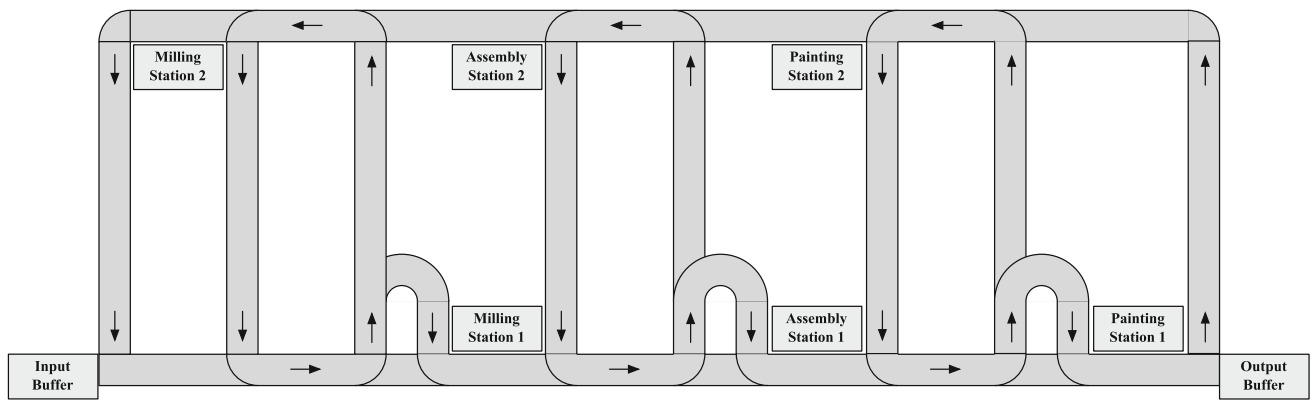 Milling
Station 2
Assembly
Station 2
Painting
Station 2
Milling
Station 1
Assembly
Station 1
Painting
Station 1
Input
Buffer
Output
Buffer